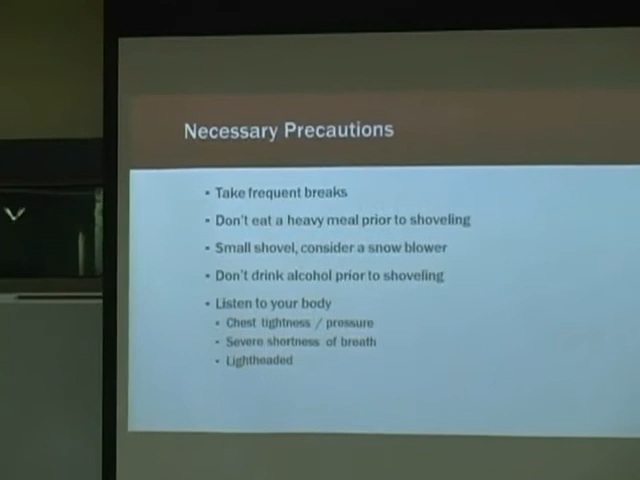 Necessary Precautions
▪ Take frequent breaks
▪ Don't eat a heavy meal prior to shoveling
▪ Small shovel, consider a snow blower
▪ Don't drink alcohol prior to shoveling
▪ Listen to your body
▪ Chest tightness / pressure
▪ Severe shortness of breath
▪ Lightheaded